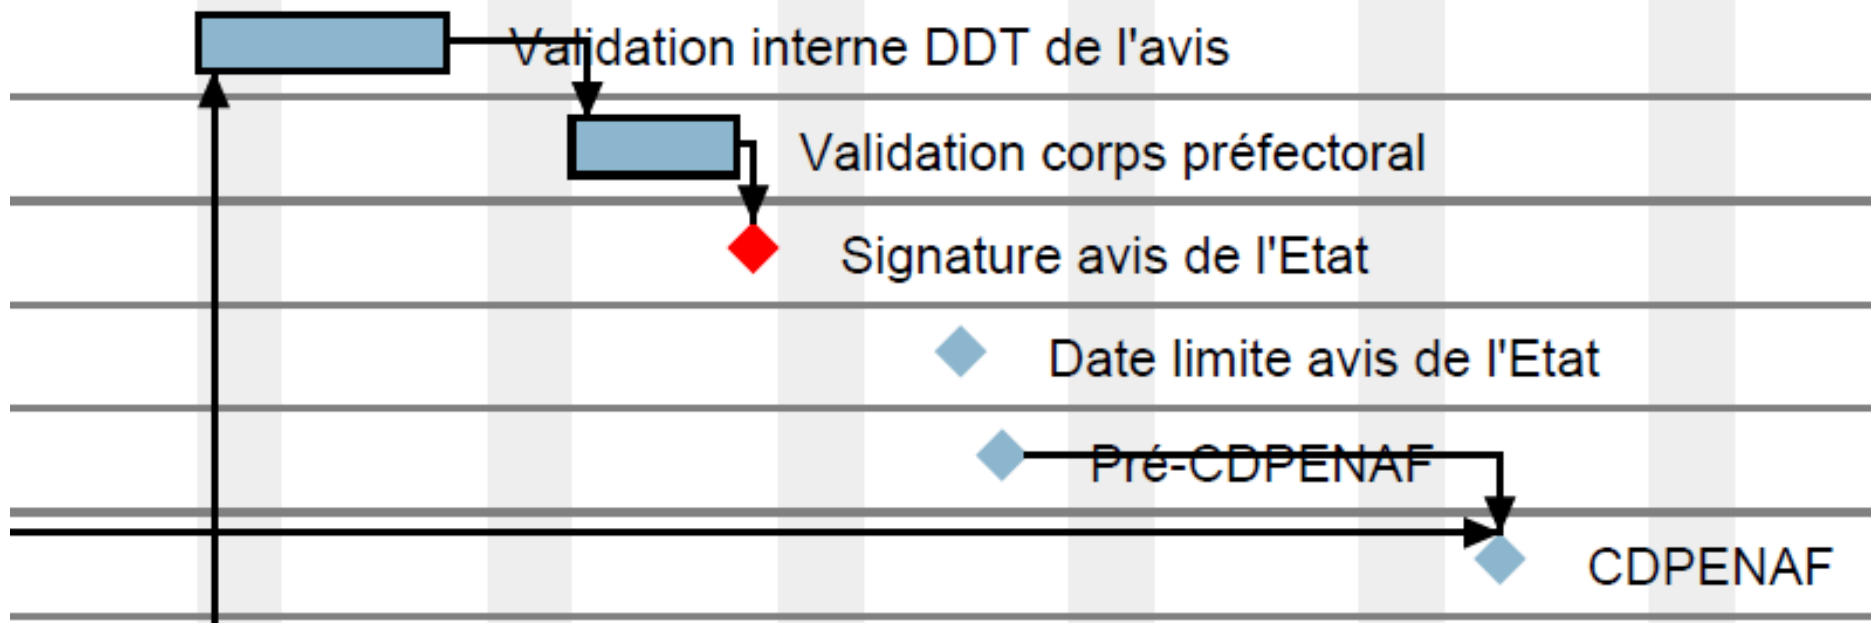 Validation interne DDT de l'avis
Validation corps préfectoral
Signature avis de l'Etat
Date limite avis de l'Etat
Pré-CDPENAF
CDPENAF